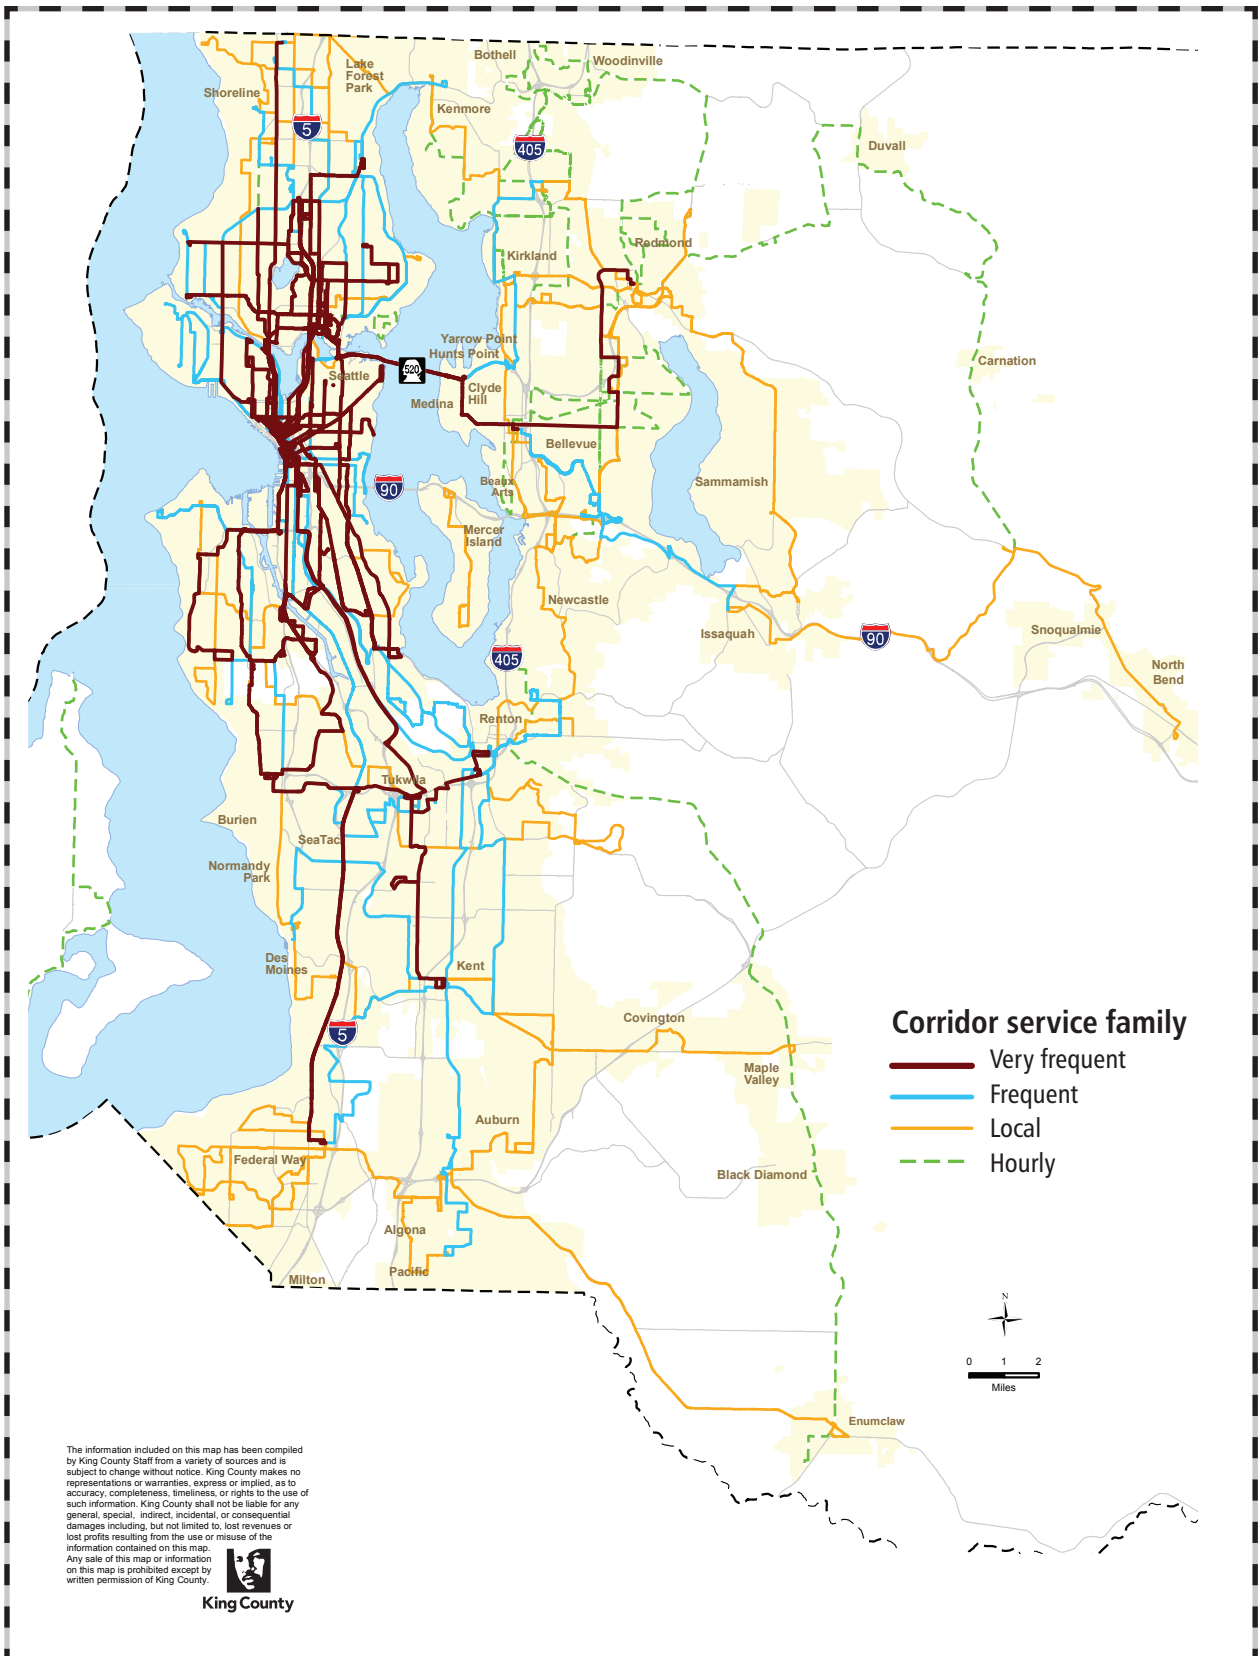 Bothell
Woodinville
Lake
Forest
Park
Shoreline
Kenmore
5
405
Duvall
Redmond
Kirkland
Yarrow Point
Hunts Point
Carnation
520
Seattle
Clyde
Hill
Medina
Bellevue
Beaux
Arts
Sammamish
90
Mercer
Island
Newcastle
Issaquah
90
Snoqualmie
405
North
Bend
Renton
Tukwila
Burien
SeaTac
Normandy
Park
Des
Moines
Kent
5
Covington
Maple
Valley
Corridor service family
Very frequent
Frequent
Local
Hourly
Auburn
Federal Way
Black Diamond
Algona
Pacific
Milton
N
0 1 2
Miles
Enumclaw
The information included on this map has been compiled
by King County Staff from a variety of sources and is
subject to change without notice. King County makes no
representations or warranties, express or implied, as to
accuracy, completeness, timeliness, or rights to the use of
such information. King County shall not be liable for any
general, special, indirect, incidental, or consequential
damages including, but not limited to, lost revenues or
lost profits resulting from the use or misuse of the
information contained on this map.
Any sale of this map or information
on this map is prohibited except by
written permission of King County.
King County